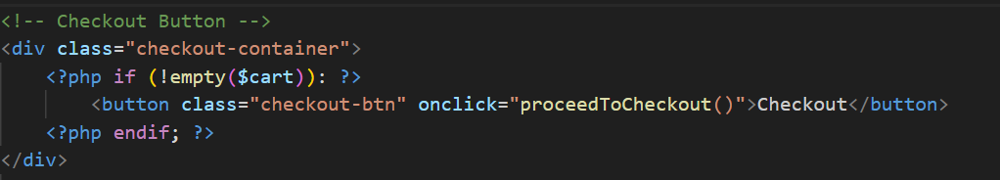 <!-- Checkout Button -->
<div class="checkout-container">
    <?php if (!empty($cart)): ?>
        <button class="checkout-btn" onclick="proceedToCheckout()">Checkout</button>
    <?php endif; ?>
</div>